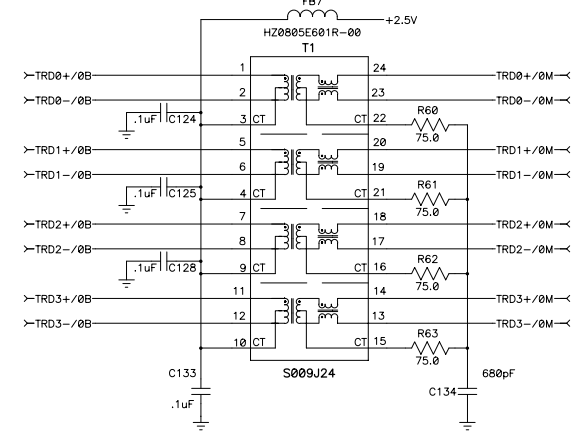 FB7
+2.5V
HZ0805E601R-00
T1
TRD0+/0B 1 24 TRD0+/0M
TRD0-/0B 2 23 TRD0-/0M
.1uF C124 3 CT CT 22 R60 75.0
TRD1+/0B 5 20 TRD1+/0M
TRD1-/0B 6 19 TRD1-/0M
.1uF C125 4 CT CT 21 R61 75.0
TRD2+/0B 7 18 TRD2+/0M
TRD2-/0B 8 17 TRD2-/0M
.1uF C128 9 CT CT 16 R62 75.0
TRD3+/0B 11 14 TRD3+/0M
TRD3-/0B 12 13 TRD3-/0M
10 CT CT 15 R63 75.0
C133 S009J24 680pF
.1uF C134